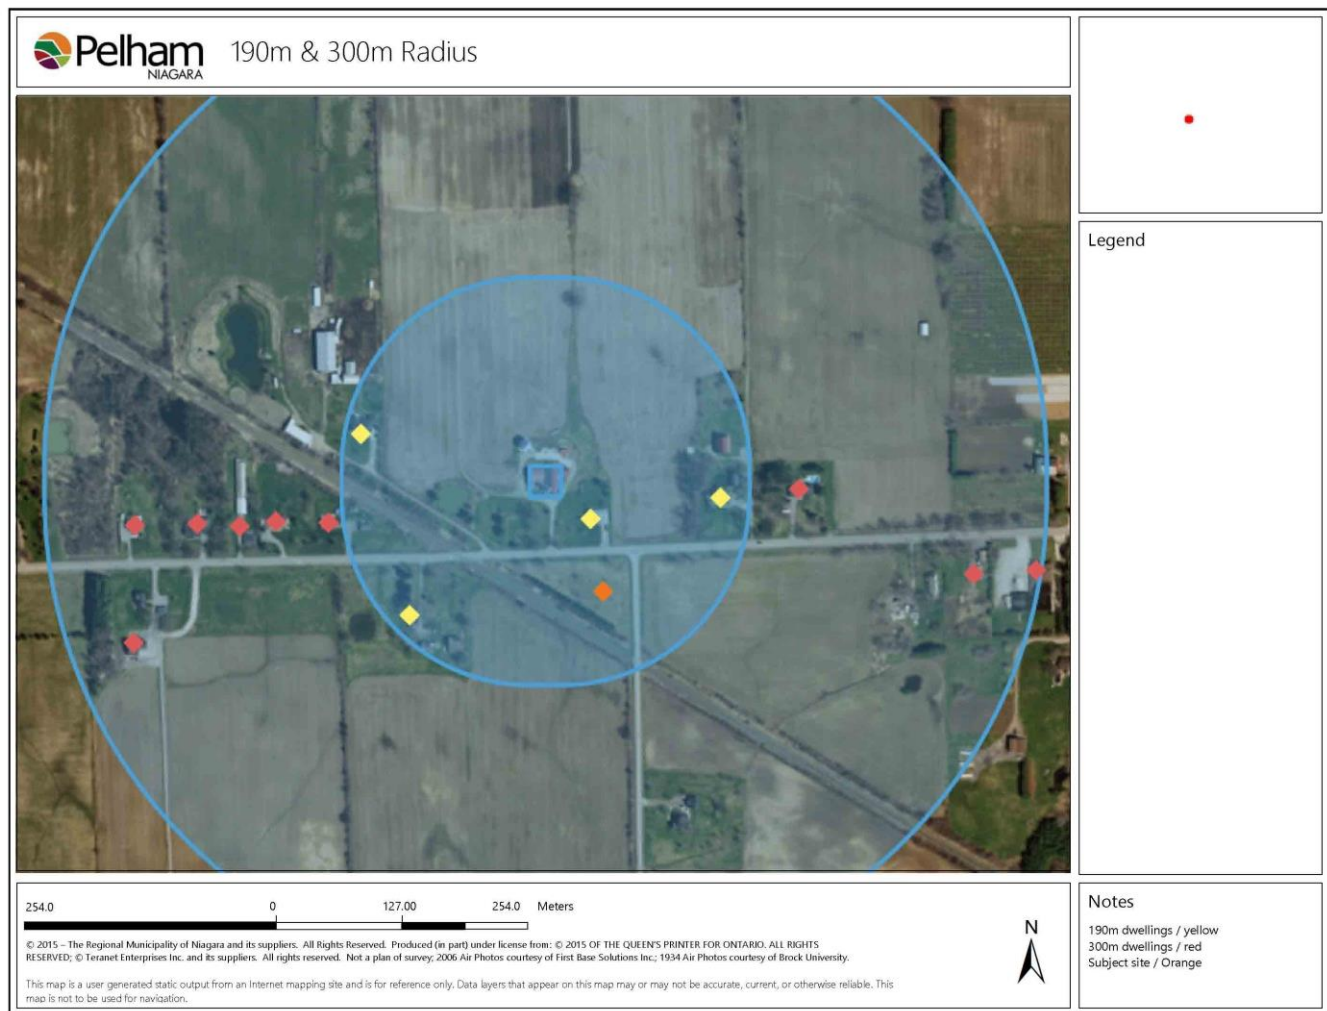 Pelham
NIAGARA
190m & 300m Radius
Legend
254.0 0 127.00 254.0 Meters
© 2015 – The Regional Municipality of Niagara and its suppliers. All Rights Reserved. Produced (in part) under license from: © 2015 OF THE QUEEN'S PRINTER FOR ONTARIO. ALL RIGHTS
RESERVED; © Teranet Enterprises Inc. and its suppliers. All rights reserved. Not a plan of survey; 2006 Air Photos courtesy of First Base Solutions Inc.; 1934 Air Photos courtesy of Brock University.
This map is a user generated static output from an Internet mapping site and is for reference only. Data layers that appear on this map may or may not be accurate, current, or otherwise reliable. This
map is not to be used for navigation.
N
Notes
190m dwellings / yellow
300m dwellings / red
Subject site / Orange